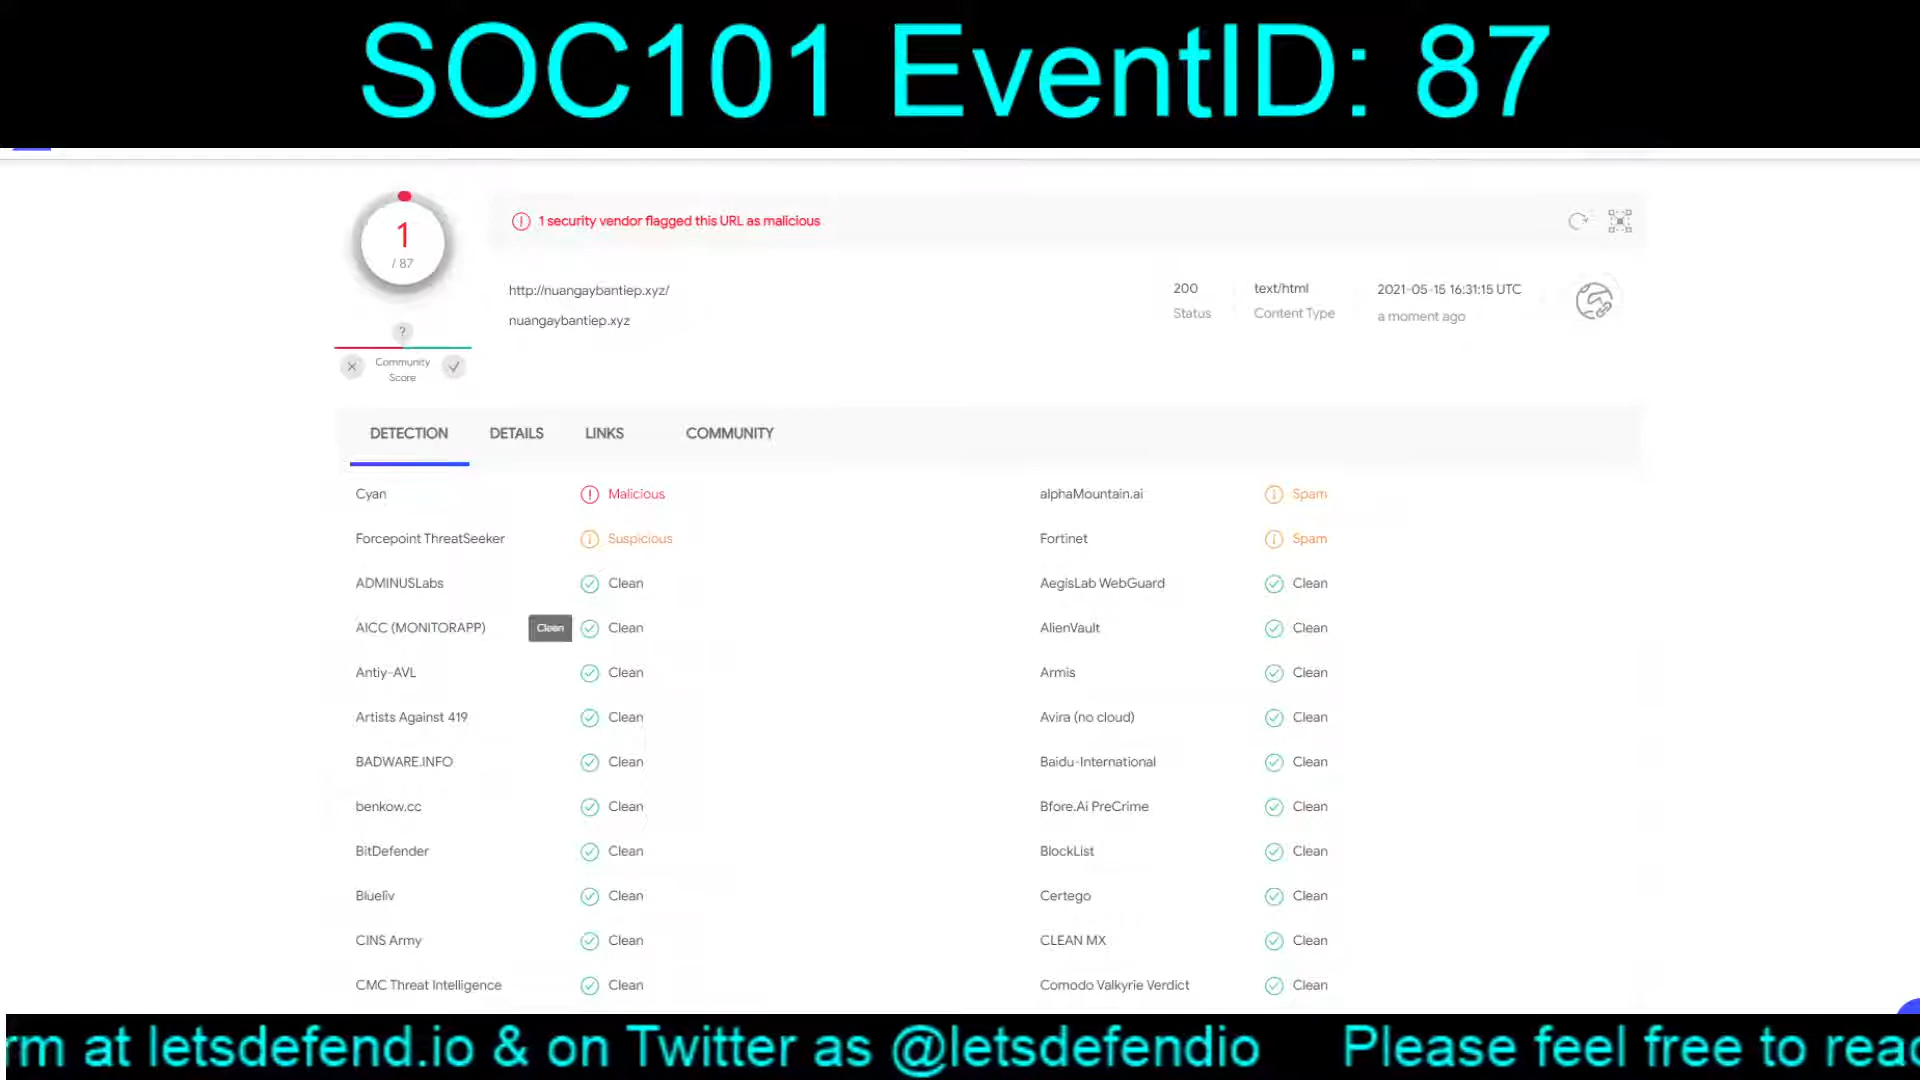 SOC101 EventID: 87
1
/ 87
1 security vendor flagged this URL as malicious
http://nuangaybantiep.xyz/
nuangaybantiep.xyz
200
Status
text/html
Content Type
2021-05-15 16:31:15 UTC
a moment ago
?
Community
Score
DETECTION DETAILS LINKS COMMUNITY
Cyan Malicious alphaMountain.ai Spam
Forcepoint ThreatSeeker Suspicious Fortinet Spam
ADMINUSLabs Clean AegisLab WebGuard Clean
AICC (MONITORAPP) Clean Clean AlienVault Clean
Antiy-AVL Clean Armis Clean
Artists Against 419 Clean Avira (no cloud) Clean
BADWARE.INFO Clean Baidu-International Clean
benkow.cc Clean Bfore.Ai PreCrime Clean
BitDefender Clean BlockList Clean
Blueliv Clean Certego Clean
CINS Army Clean CLEAN MX Clean
CMC Threat Intelligence Clean Comodo Valkyrie Verdict Clean
rm at letsdefend.io & on Twitter as @letsdefendio Please feel free to reac